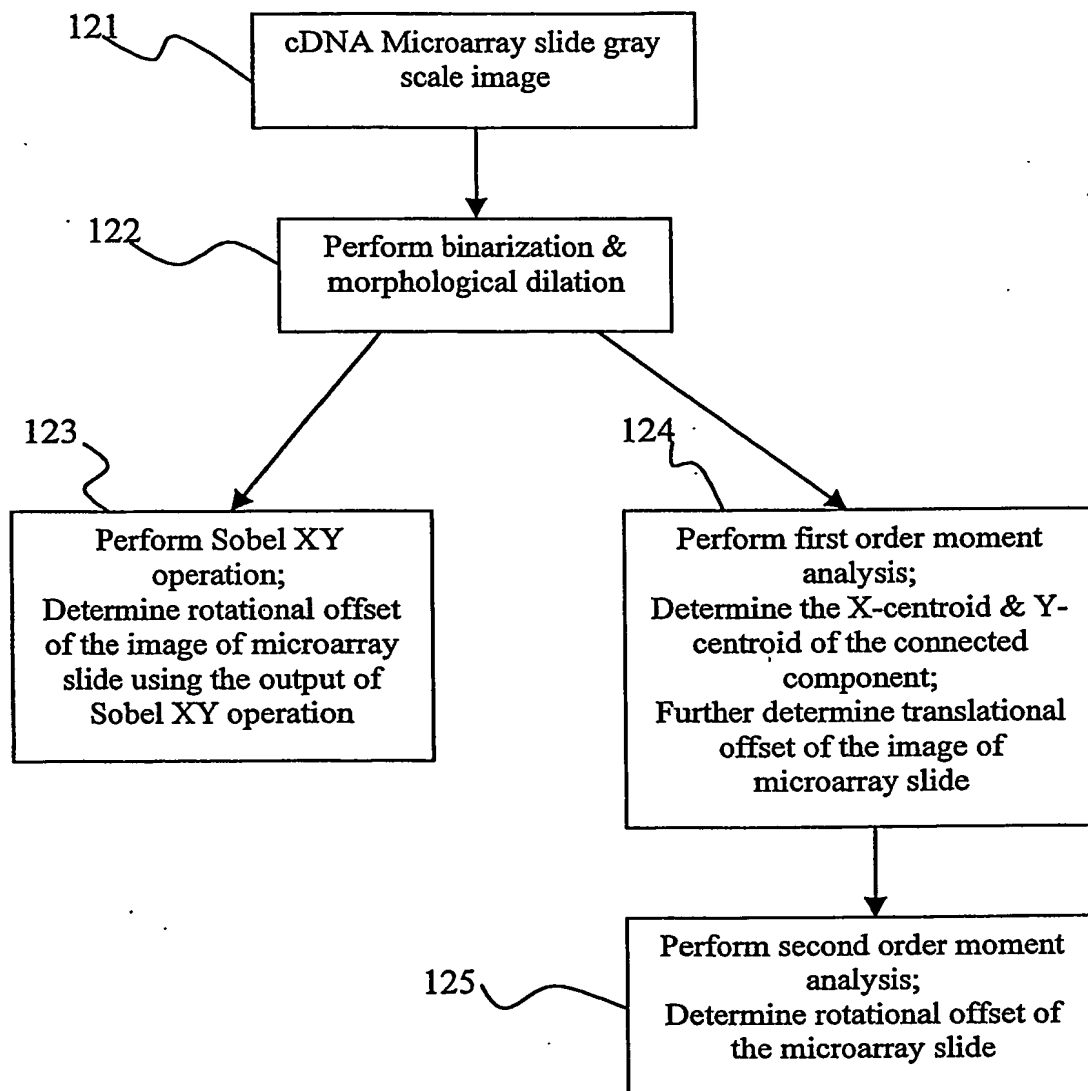 121
cDNA Microarray slide gray
scale image
122
Perform binarization &
morphological dilation
123
Perform Sobel XY
operation;
Determine rotational offset
of the image of microarray
slide using the output of
Sobel XY operation
124
Perform first order moment
analysis;
Determine the X-centroid & Y-
centroid of the connected
component;
Further determine translational
offset of the image of
microarray slide
125
Perform second order moment
analysis;
Determine rotational offset of
the microarray slide